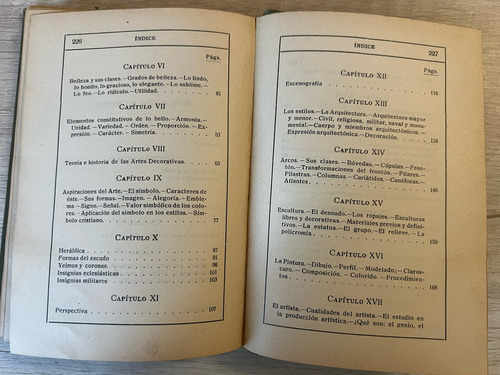 226 ÍNDICE
Págs.
CAPÍTULO VI
Belleza y sus clases.—Grados de belleza.—Lo lindo,
lo bonito, lo gracioso, lo elegante.—Lo sublime.—
Lo feo.—Lo ridículo.—Utilidad. 45
CAPÍTULO VII
Elementos constitutivos de lo bello.—Armonía.—
Unidad.—Variedad.—Orden.—Proporción.—Ex-
presión.—Carácter.—Simetría. 53
CAPÍTULO VIII
Teoría e historia de las Artes Decorativas. 63
CAPÍTULO IX
Aspiraciones del Arte.—El símbolo.—Caracteres de
éste.—Sus formas.—Imagen.—Alegoría.—Emble-
ma.—Signo.—Señal.—Valor simbólico de los colo-
res.—Aplicación del símbolo en los estilos.—Sím-
bolo cristiano. 77
CAPÍTULO X
Heráldica 87
Formas del escudo 91
Yelmos y coronas 96
Insignias eclesiásticas 101
Insignias militares 103
CAPÍTULO XI
Perspectiva 107
ÍNDICE 227
Págs.
CAPÍTULO XII
Escenografía 118
CAPÍTULO XIII
Los estilos.—La Arquitectura.—Arquitectura mayor
y menor.—Civil, religiosa, militar, naval y monu-
mental.—Cuerpo y miembros arquitectónicos.—
Expresión arquitectónica.—Decoración. 124
CAPÍTULO XIV
Arcos.—Sus clases.—Bóvedas.—Cúpulas.—Fron-
tón.—Transformaciones del frontón.—Pilares.—
Pilastras.—Columnas.—Cariátides.—Canéforas.—
Atlantes. 140
CAPÍTULO XV
Escultura.—El desnudo.—Los ropajes.—Esculturas
libres y decorativas.—Materiales previos y defini-
tivos.—La estatua.—El grupo.—El relieve.—La
policromía 159
CAPÍTULO XVI
La Pintura.—Dibujo.—Perfil.—Modelado.—Claros-
curo.—Composición.—Colorido.—Procedimien-
tos. 168
CAPÍTULO XVII
El artista.—Cualidades del artista.—El estudio en
la producción artística.—¿Qué son: el genio, el